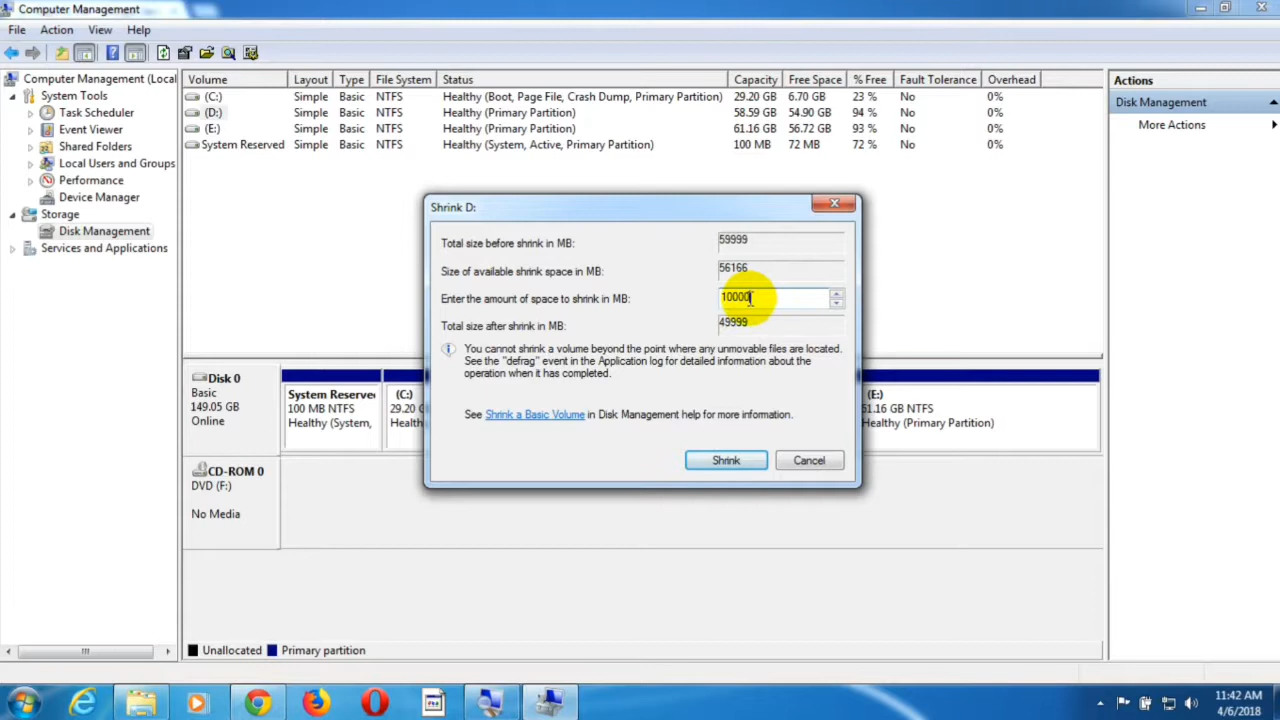 Computer Management
File Action View Help
Computer Management (Local
System Tools
Task Scheduler
Event Viewer
Shared Folders
Local Users and Groups
Performance
Device Manager
Storage
Disk Management
Services and Applications
Volume Layout Type File System Status Capacity Free Space % Free Fault Tolerance Overhead
(C:) Simple Basic NTFS Healthy (Boot, Page File, Crash Dump, Primary Partition) 29.20 GB 6.70 GB 23 % No 0%
(D:) Simple Basic NTFS Healthy (Primary Partition) 58.59 GB 54.90 GB 94 % No 0%
(E:) Simple Basic NTFS Healthy (Primary Partition) 61.16 GB 56.72 GB 93 % No 0%
System Reserved Simple Basic NTFS Healthy (System, Active, Primary Partition) 100 MB 72 MB 72 % No 0%
Actions
Disk Management
More Actions
Shrink D:
Total size before shrink in MB: 59999
Size of available shrink space in MB: 56166
Enter the amount of space to shrink in MB: 10000
Total size after shrink in MB: 49999
You cannot shrink a volume beyond the point where any unmovable files are located.
See the "defrag" event in the Application log for detailed information about the
operation when it has completed.
See Shrink a Basic Volume in Disk Management help for more information.
Shrink Cancel
Disk 0
Basic
149.05 GB
Online
System Reserve
100 MB NTFS
Healthy (System,
(C:)
29.20
Health
(E:)
61.16 GB NTFS
Healthy (Primary Partition)
CD-ROM 0
DVD (F:)
No Media
Unallocated Primary partition
11:42 AM
4/6/2018